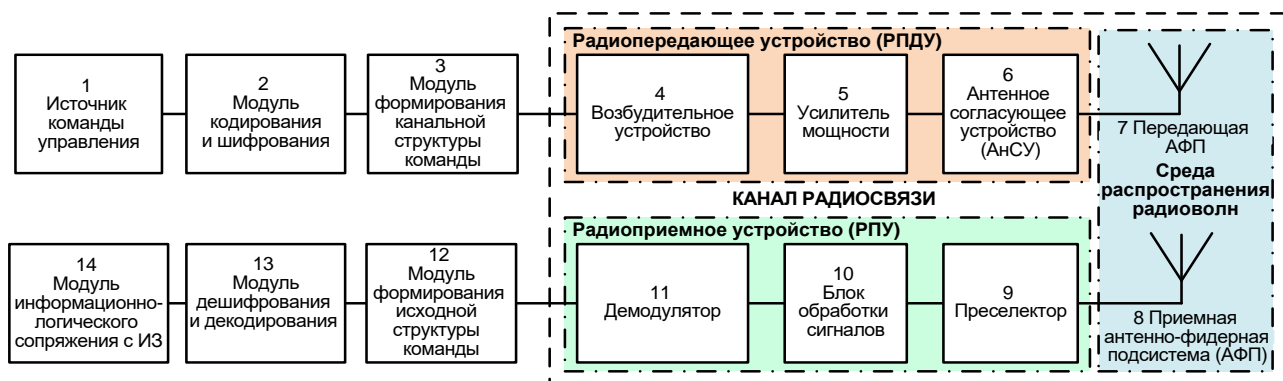 Радиопередающее устройство (РПДУ)
1
Источник
команды
управления
2
Модуль
кодирования
и шифрования
3
Модуль
формирования
канальной
структуры
команды
4
Возбудительное
устройство
5
Усилитель
мощности
6
Антенное
согласующее
устройство
(АнСУ)
7 Передающая
АФП
Среда
распространения
радиоволн
КАНАЛ РАДИОСВЯЗИ
Радиоприемное устройство (РПУ)
14
Модуль
информационно-
логического
сопряжения с ИЗ
13
Модуль
дешифрования
и декодирования
12
Модуль
формирования
исходной
структуры
команды
11
Демодулятор
10
Блок
обработки
сигналов
9
Преселектор
8 Приемная
антенно-фидерная
подсистема (АФП)